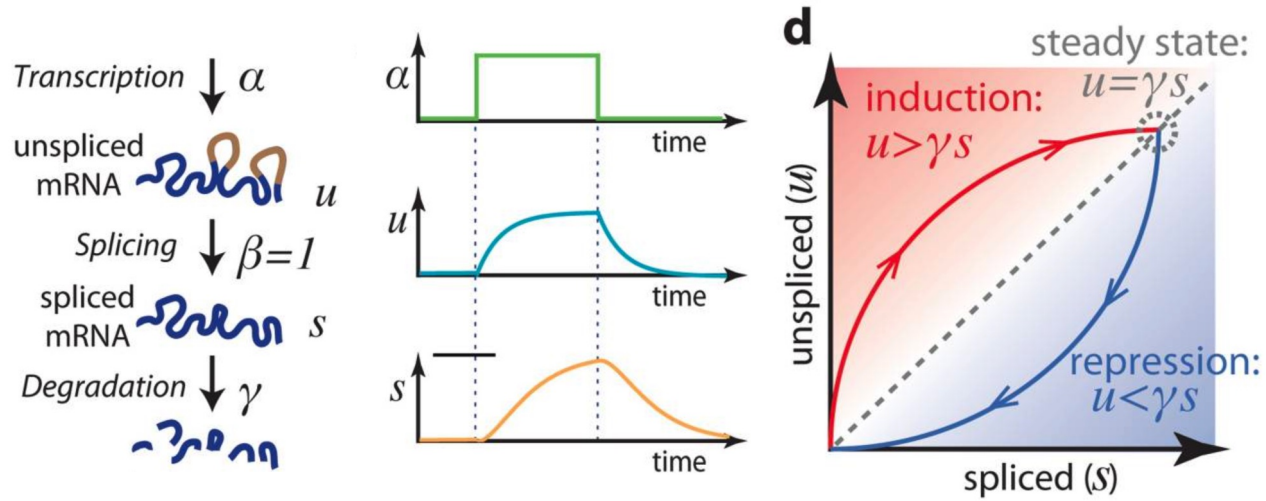 Transcription
α
unspliced
mRNA
u
Splicing
β=1
spliced
mRNA
s
Degradation
γ
α
time
u
time
s
time
d
steady state:
u=γs
induction:
u>γs
repression:
u<γs
unspliced (u)
spliced (s)